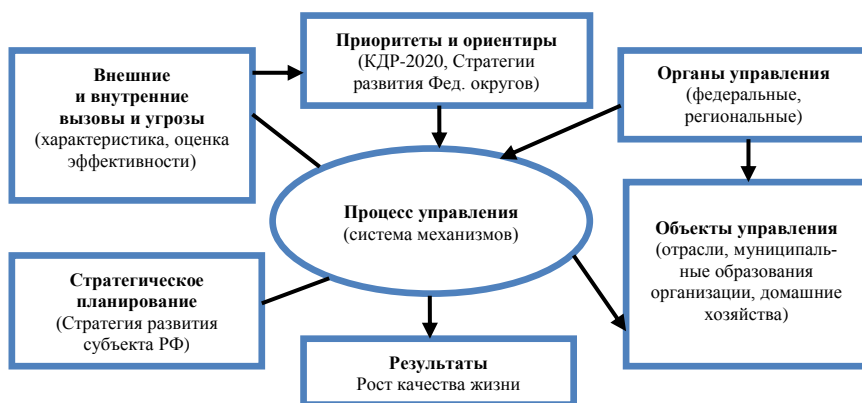 Приоритеты и ориентиры
(КДР-2020, Стратегии
развития Фед. округов)
Внешние
и внутренние
вызовы и угрозы
(характеристика, оценка
эффективности)
Органы управления
(федеральные,
региональные)
Процесс управления
(система механизмов)
Объекты управления
(отрасли, муниципаль-
ные образования
организации, домашние
хозяйства)
Стратегическое
планирование
(Стратегия развития
субъекта РФ)
Результаты
Рост качества жизни